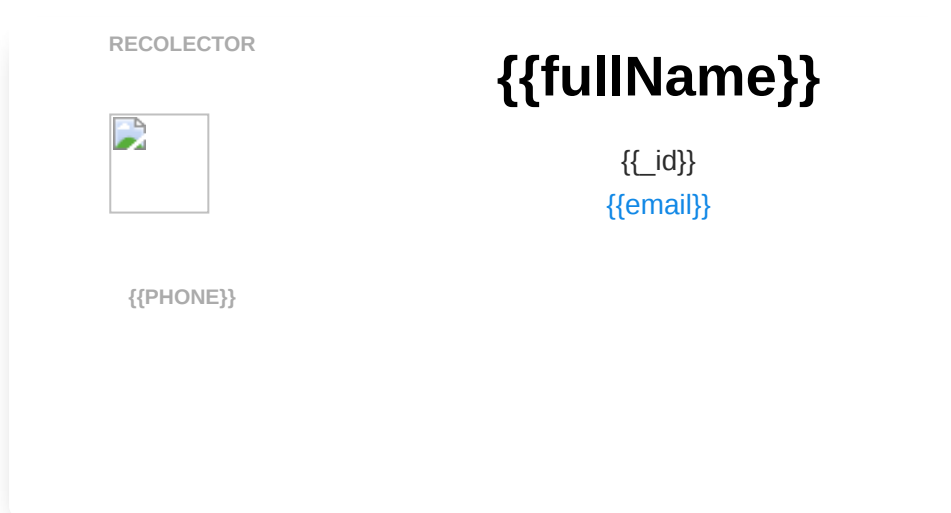 RECOLECTOR
{{fullName}}
{{_id}}
{{email}}
{{PHONE}}